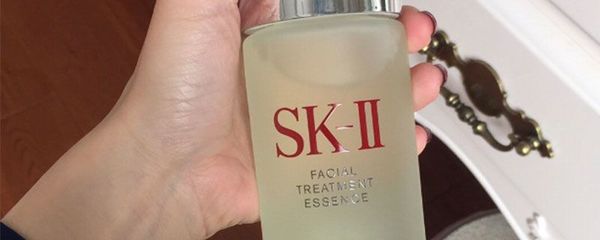 SK-II
FACIAL
TREATMENT
ESSENCE